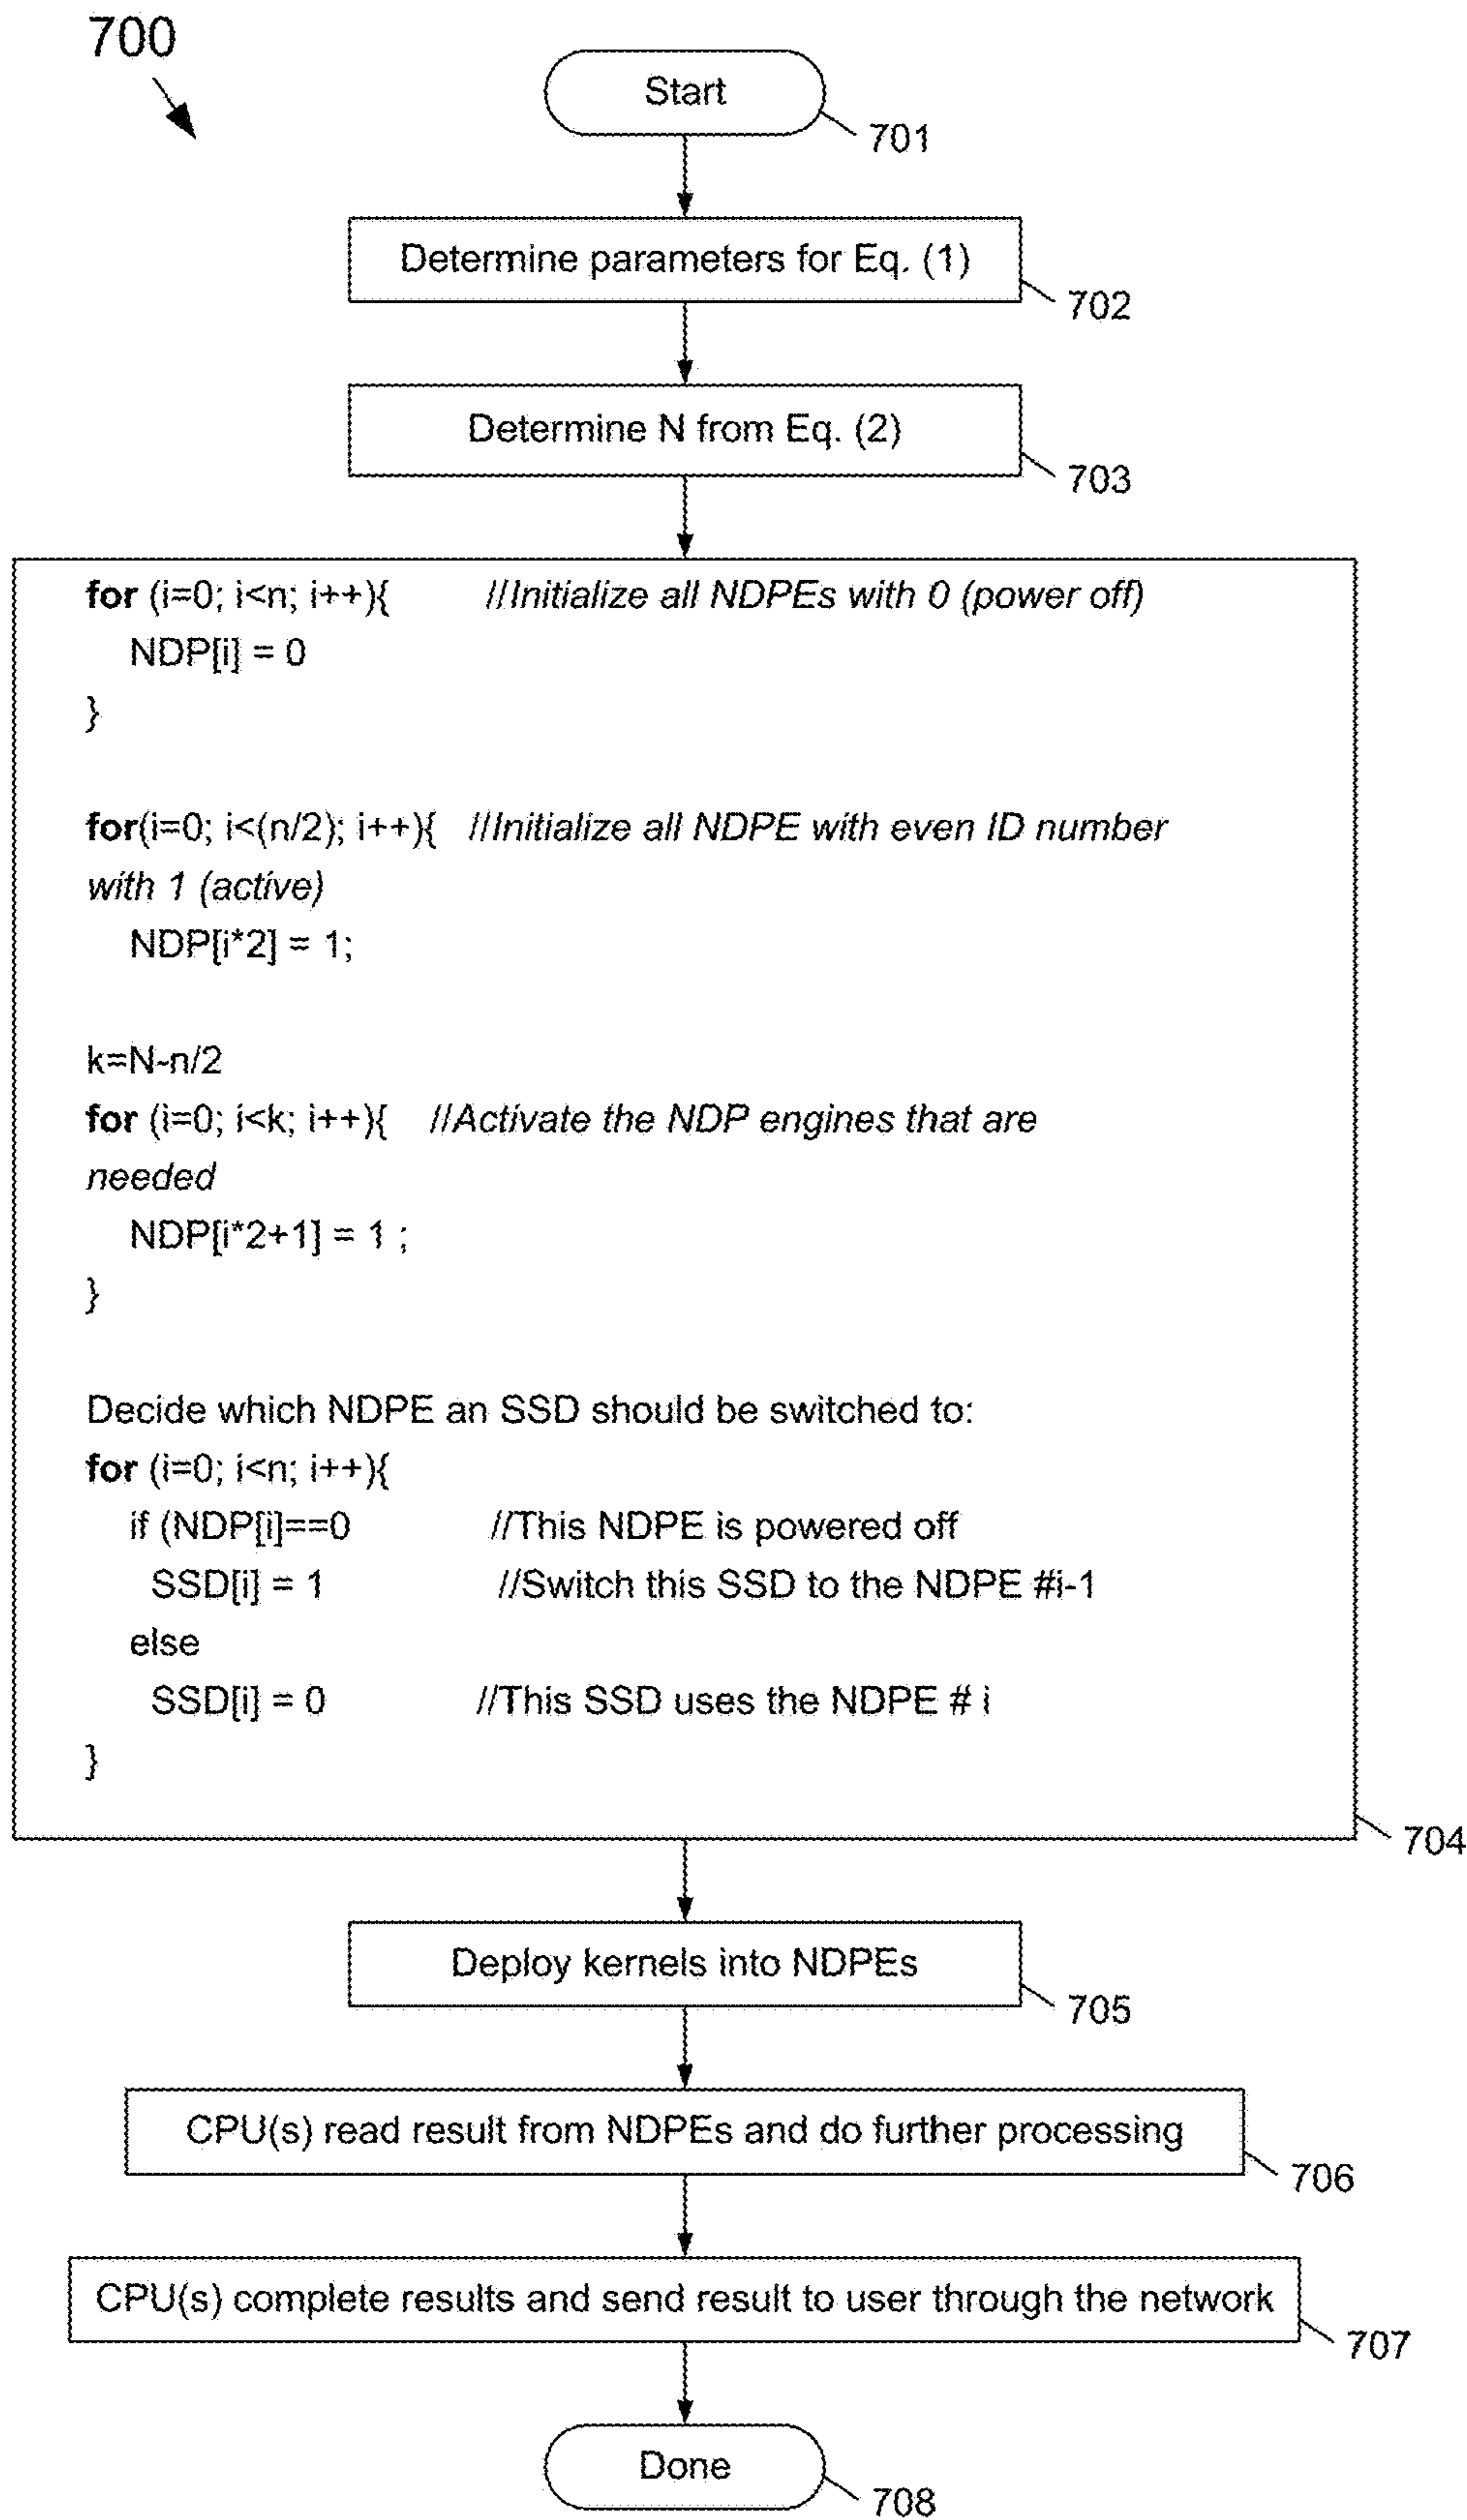 700
Start
701
Determine parameters for Eq. (1)
702
Determine N from Eq. (2)
703
for (i=0; i<n; i++){ //Initialize all NDPEs with 0 (power off)
NDP[i] = 0
}
for(i=0; i<(n/2); i++){ //Initialize all NDPE with even ID number
with 1 (active)
NDP[i*2] = 1;
k=N-n/2
for (i=0; i<k; i++){ //Activate the NDP engines that are
needed
NDP[i*2+1] = 1 ;
}
Decide which NDPE an SSD should be switched to:
for (i=0; i<n; i++){
if (NDP[i]==0 //This NDPE is powered off
SSD[i] = 1 //Switch this SSD to the NDPE #i-1
else
SSD[i] = 0 //This SSD uses the NDPE # i
}
704
Deploy kernels into NDPEs
705
CPU(s) read result from NDPEs and do further processing
706
CPU(s) complete results and send result to user through the network
707
Done
708